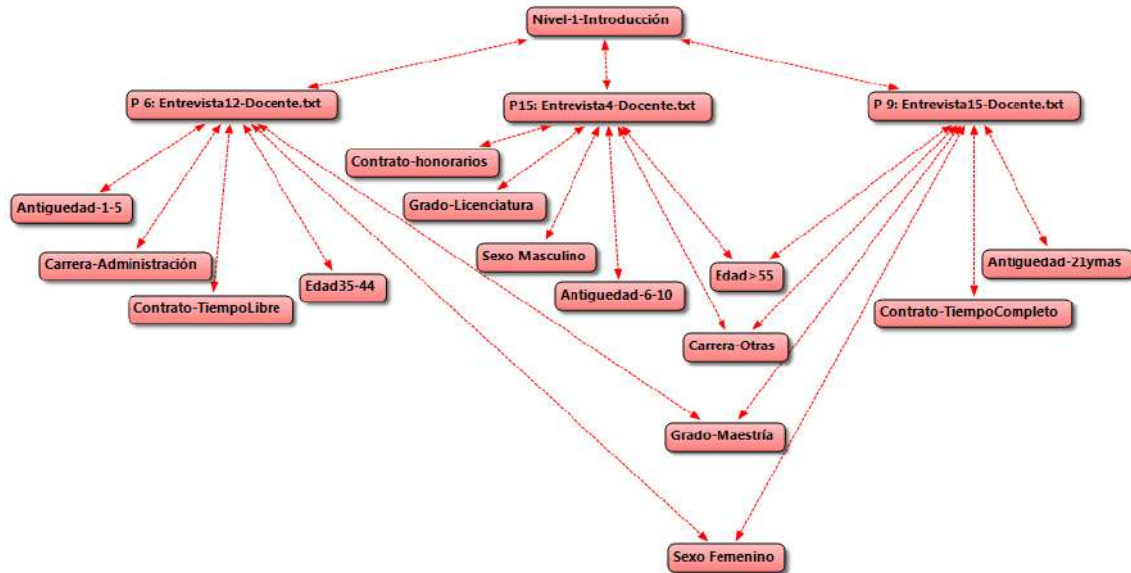 Nivel-1-Introducción
P 6: Entrevista12-Docente.txt
P15: Entrevista4-Docente.txt
P 9: Entrevista15-Docente.txt
Contrato-honorarios
Grado-Licenciatura
Antiguedad-1-5
Sexo Masculino
Carrera-Administración
Edad>55
Antiguedad-21ymas
Edad35-44
Antiguedad-6-10
Contrato-TiempoLibre
Contrato-TiempoCompleto
Carrera-Otras
Grado-Maestría
Sexo Femenino